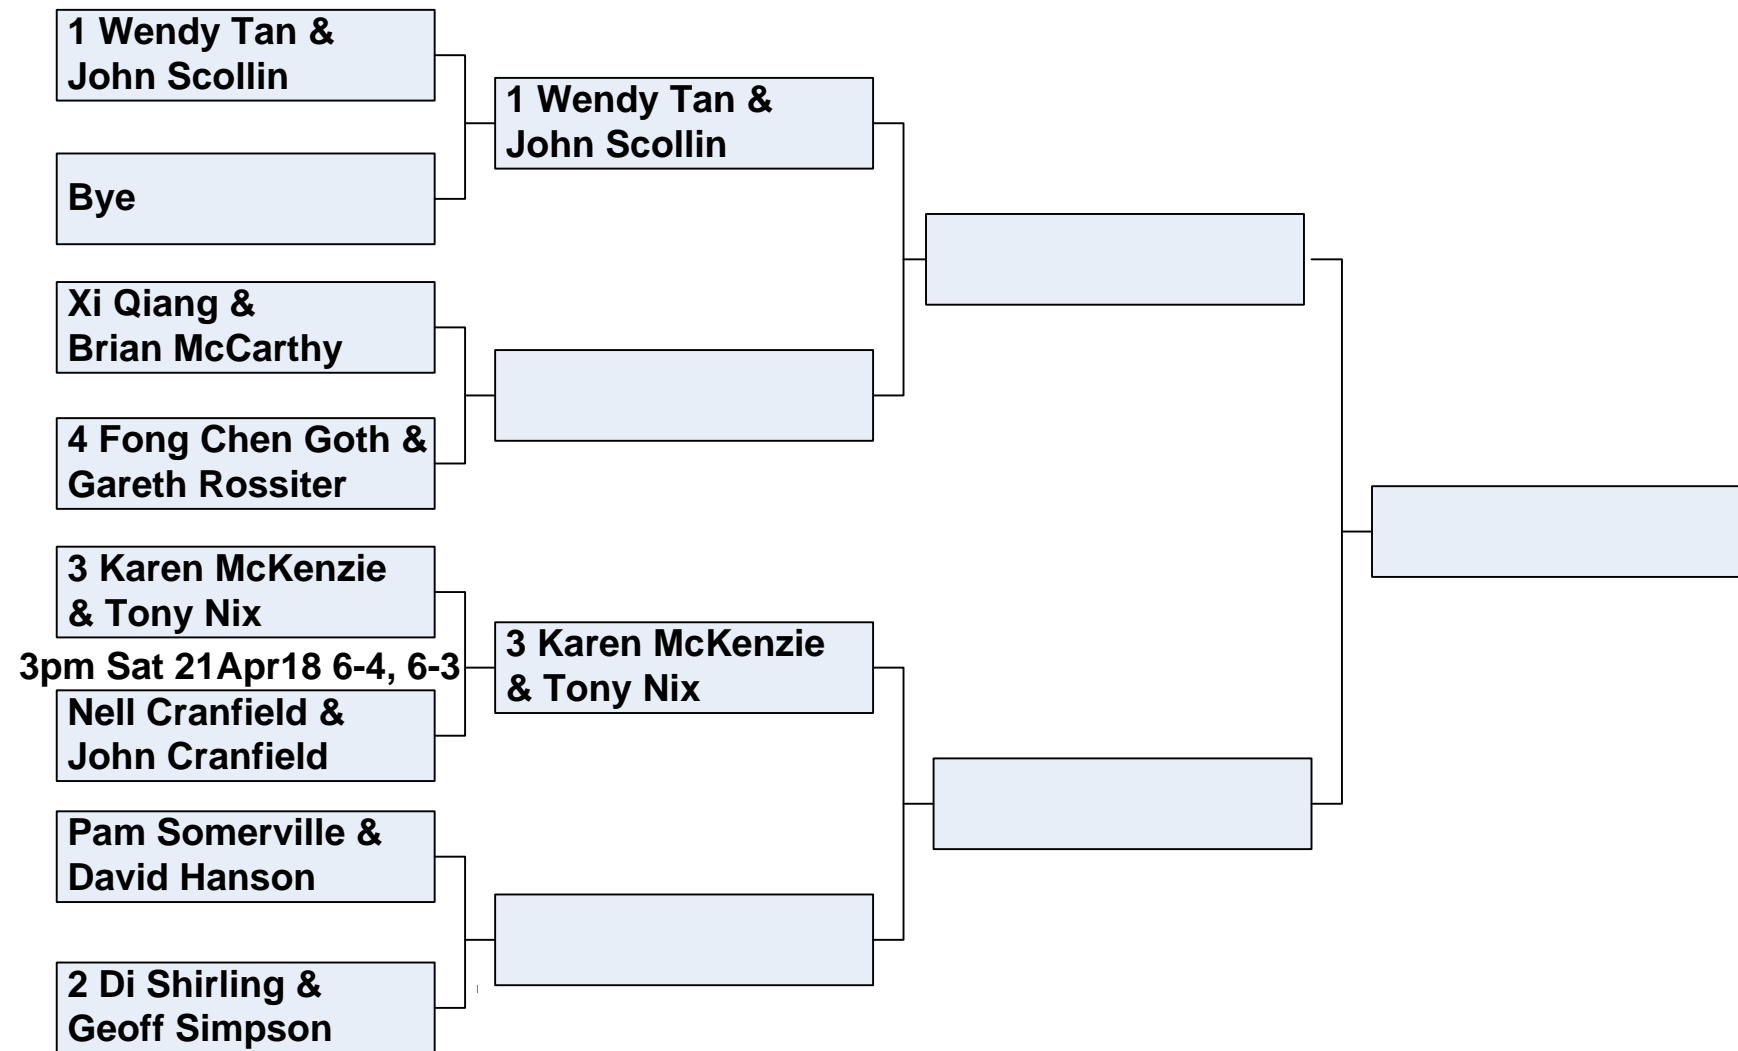 1 Wendy Tan &
John Scollin
Bye
Xi Qiang &
Brian McCarthy
4 Fong Chen Goth &
Gareth Rossiter
3 Karen McKenzie
& Tony Nix
3pm Sat 21Apr18 6-4, 6-3
Nell Cranfield &
John Cranfield
Pam Somerville &
David Hanson
2 Di Shirling &
Geoff Simpson
1 Wendy Tan &
John Scollin
3 Karen McKenzie
& Tony Nix